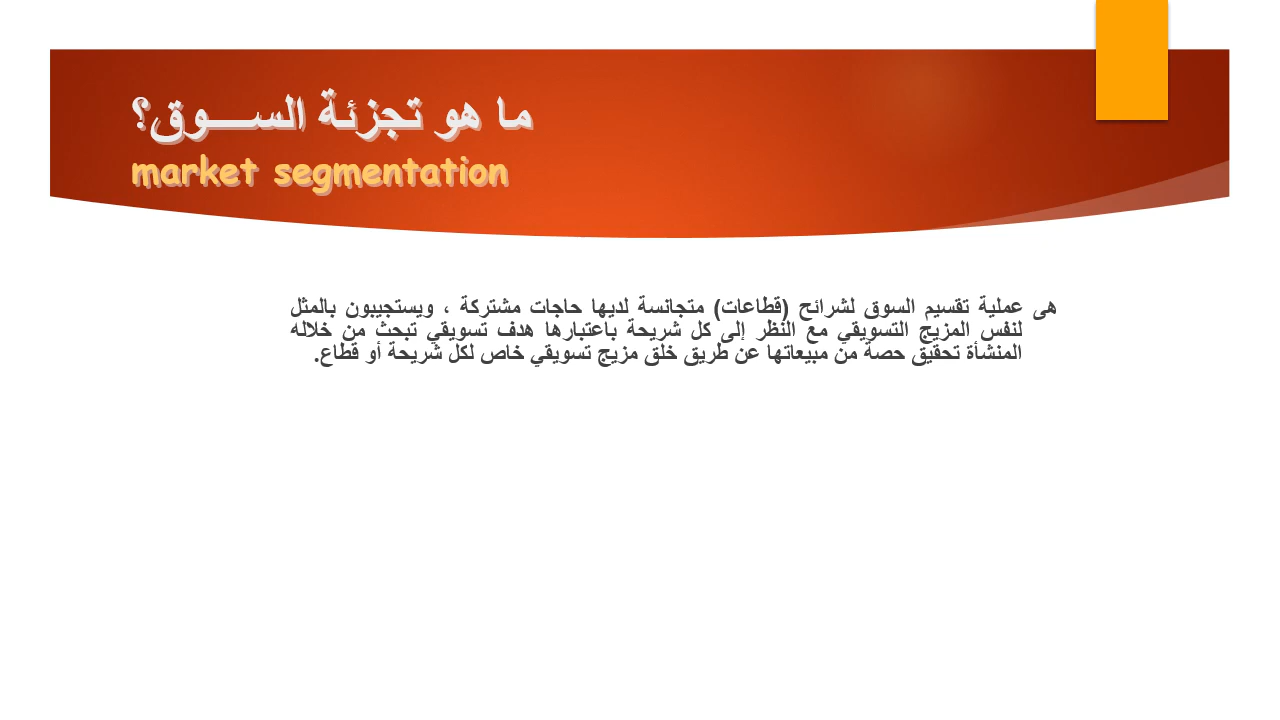 ما هو تجزئة الســـوق؟
market segmentation
هى عملية تقسيم السوق لشرائح (قطاعات) متجانسة لديها حاجات مشتركة ، ويستجيبون بالمثل
لنفس المزيج التسويقي مع النظر إلى كل شريحة باعتبارها هدف تسويقي تبحث من خلاله
المنشأة تحقيق حصة من مبيعاتها عن طريق خلق مزيج تسويقي خاص لكل شريحة أو قطاع.